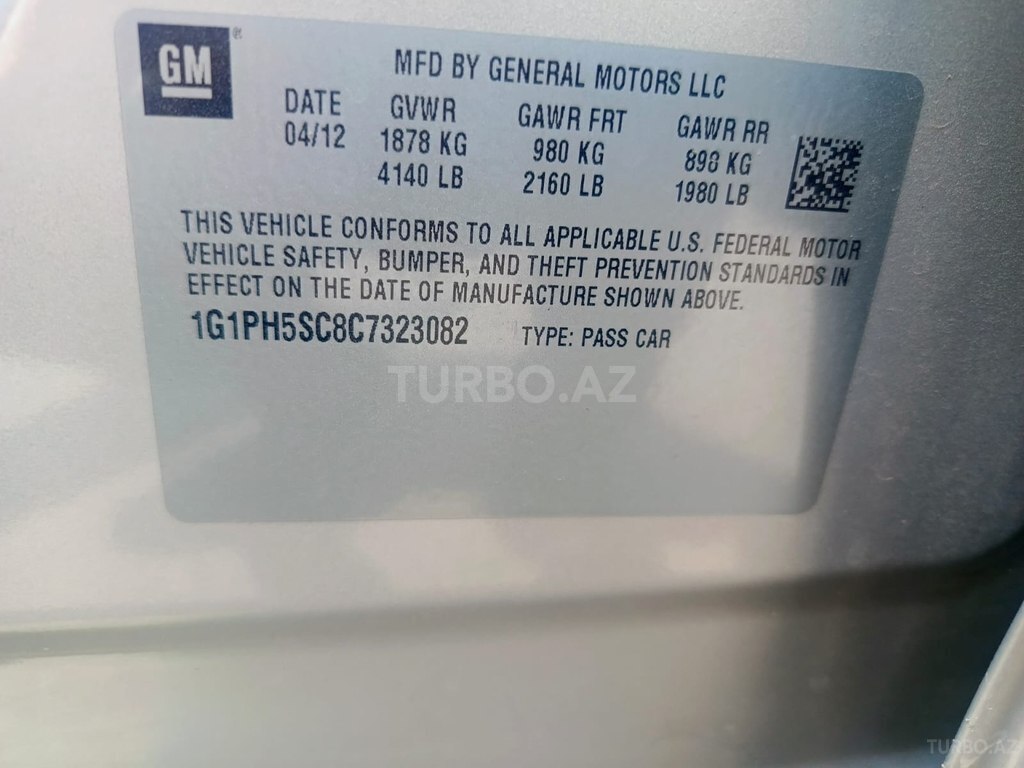 GM
MFD BY GENERAL MOTORS LLC
DATE GVWR GAWR FRT GAWR RR
04/12 1878 KG 980 KG 898 KG
4140 LB 2160 LB 1980 LB
THIS VEHICLE CONFORMS TO ALL APPLICABLE U.S. FEDERAL MOTOR
VEHICLE SAFETY, BUMPER, AND THEFT PREVENTION STANDARDS IN
EFFECT ON THE DATE OF MANUFACTURE SHOWN ABOVE.
1G1PH5SC8C7323082 TYPE: PASS CAR
TURBO.AZ
TURBO.AZ